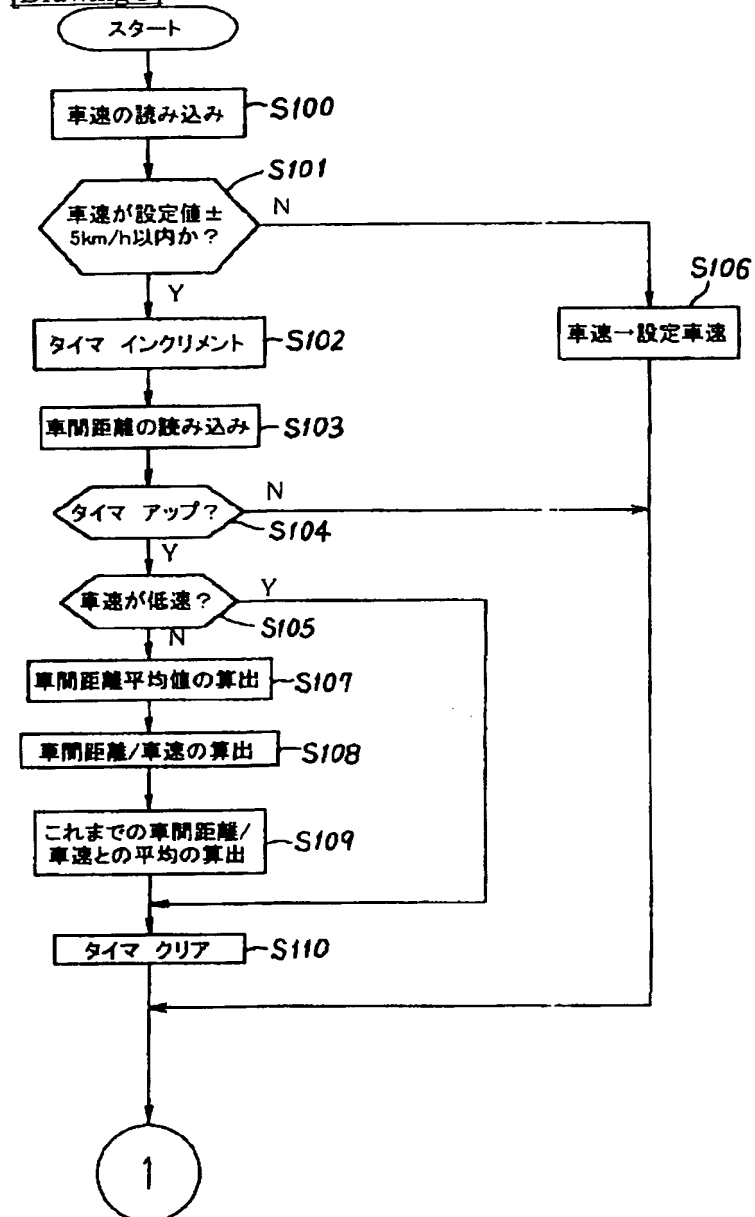 スタート
車速の読み込み
S100
S101
車速が設定値±
5km/h以内か?
N
Y
S106
車速→設定車速
タイマ インクリメント
S102
車間距離の読み込み
S103
タイマ アップ?
N
S104
Y
車速が低速?
Y
S105
N
車間距離平均値の算出
S107
車間距離/車速の算出
S108
これまでの車間距離/
車速との平均の算出
S109
タイマ クリア
S110
1